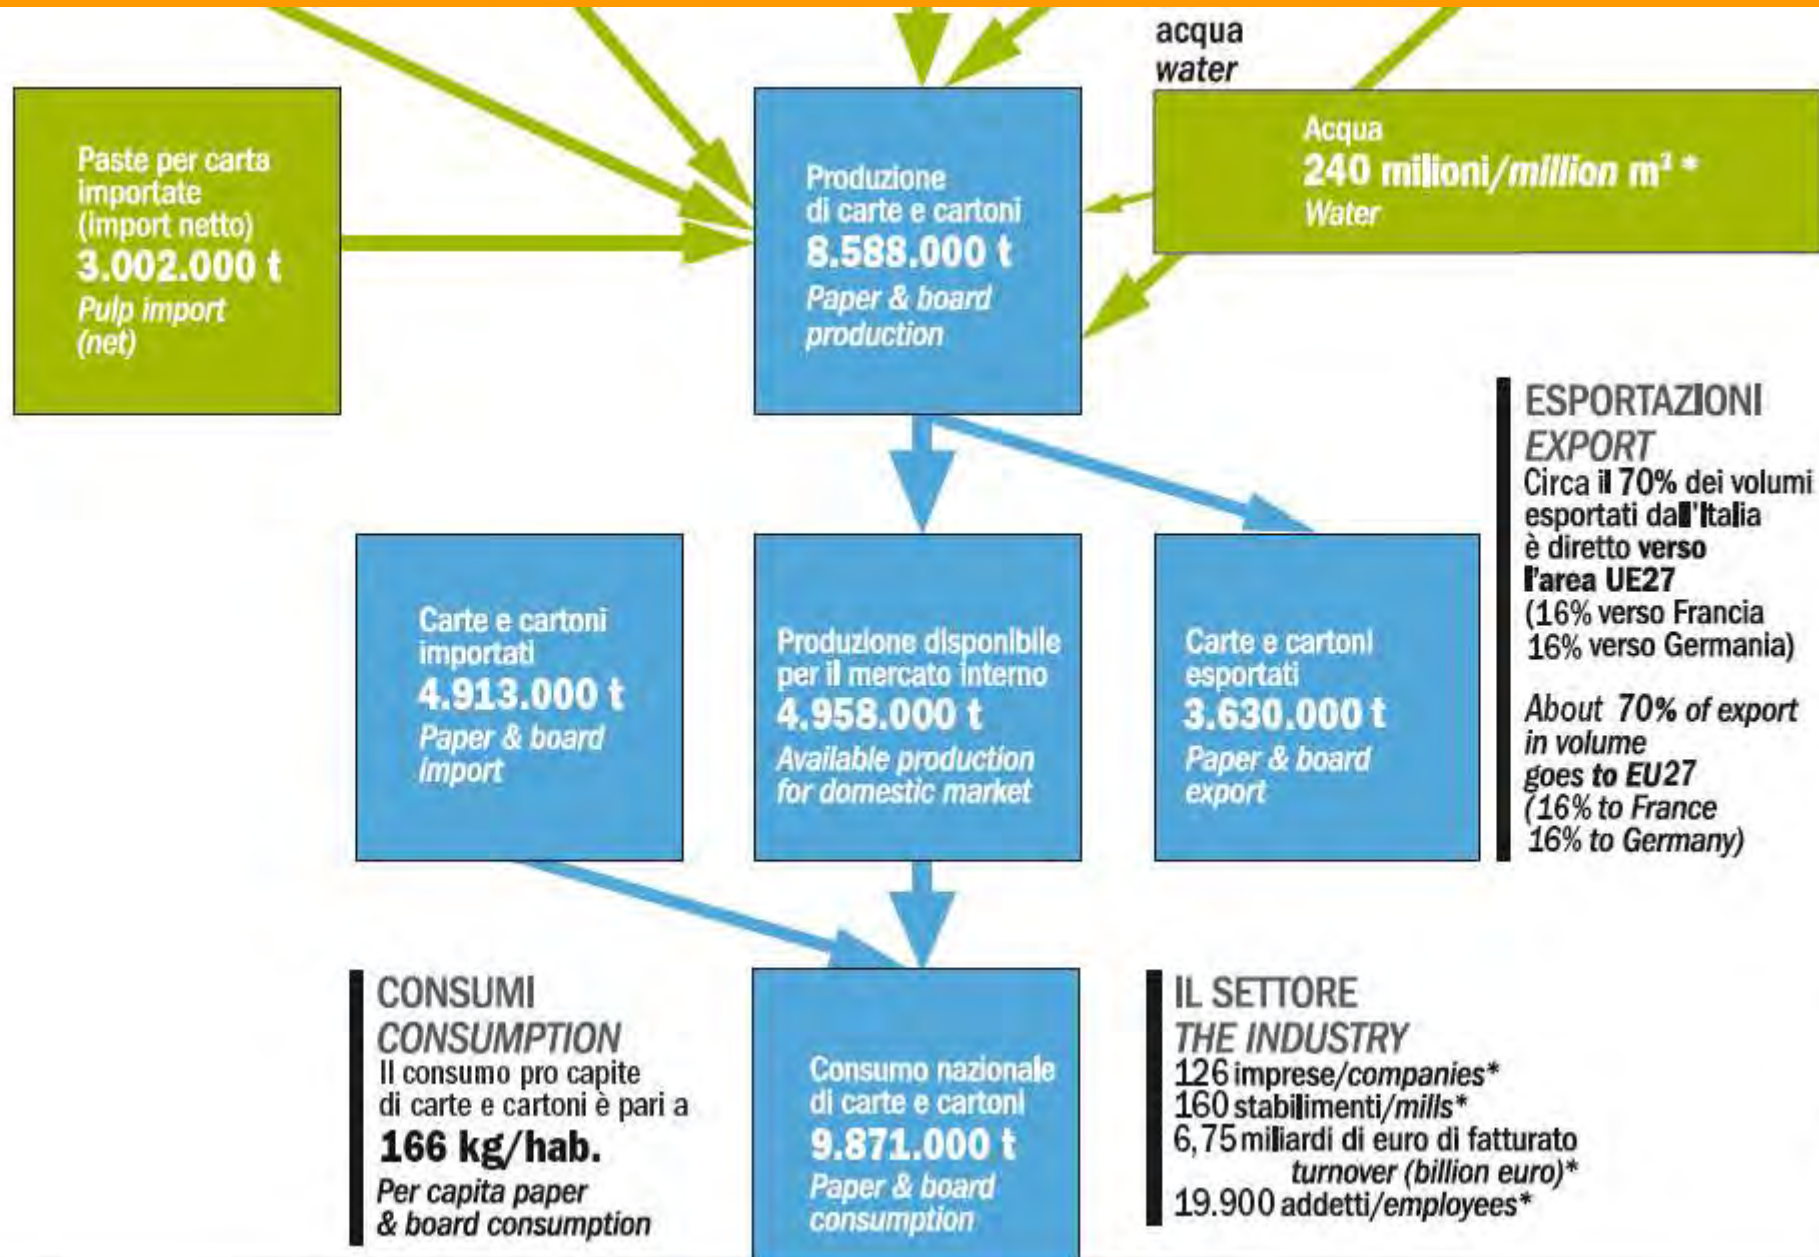 acqua
water
Acqua
240 milioni/million m³ *
Water
Paste per carta
importate
(import netto)
3.002.000 t
Pulp import
(net)
Produzione
di carte e cartoni
8.588.000 t
Paper & board
production
ESPORTAZIONI
EXPORT
Circa il 70% dei volumi
esportati dall'Italia
è diretto verso
l'area UE27
(16% verso Francia
16% verso Germania)
About 70% of export
in volume
goes to EU27
(16% to France
16% to Germany)
Carte e cartoni
importati
4.913.000 t
Paper & board
import
Produzione disponibile
per il mercato interno
4.958.000 t
Available production
for domestic market
Carte e cartoni
esportati
3.630.000 t
Paper & board
export
CONSUMI
CONSUMPTION
Il consumo pro capite
di carte e cartoni è pari a
166 kg/hab.
Per capita paper
& board consumption
Consumo nazionale
di carte e cartoni
9.871.000 t
Paper & board
consumption
IL SETTORE
THE INDUSTRY
126 imprese/companies*
160 stabilimenti/mills*
6,75 miliardi di euro di fatturato
turnover (billion euro)*
19.900 addetti/employees*